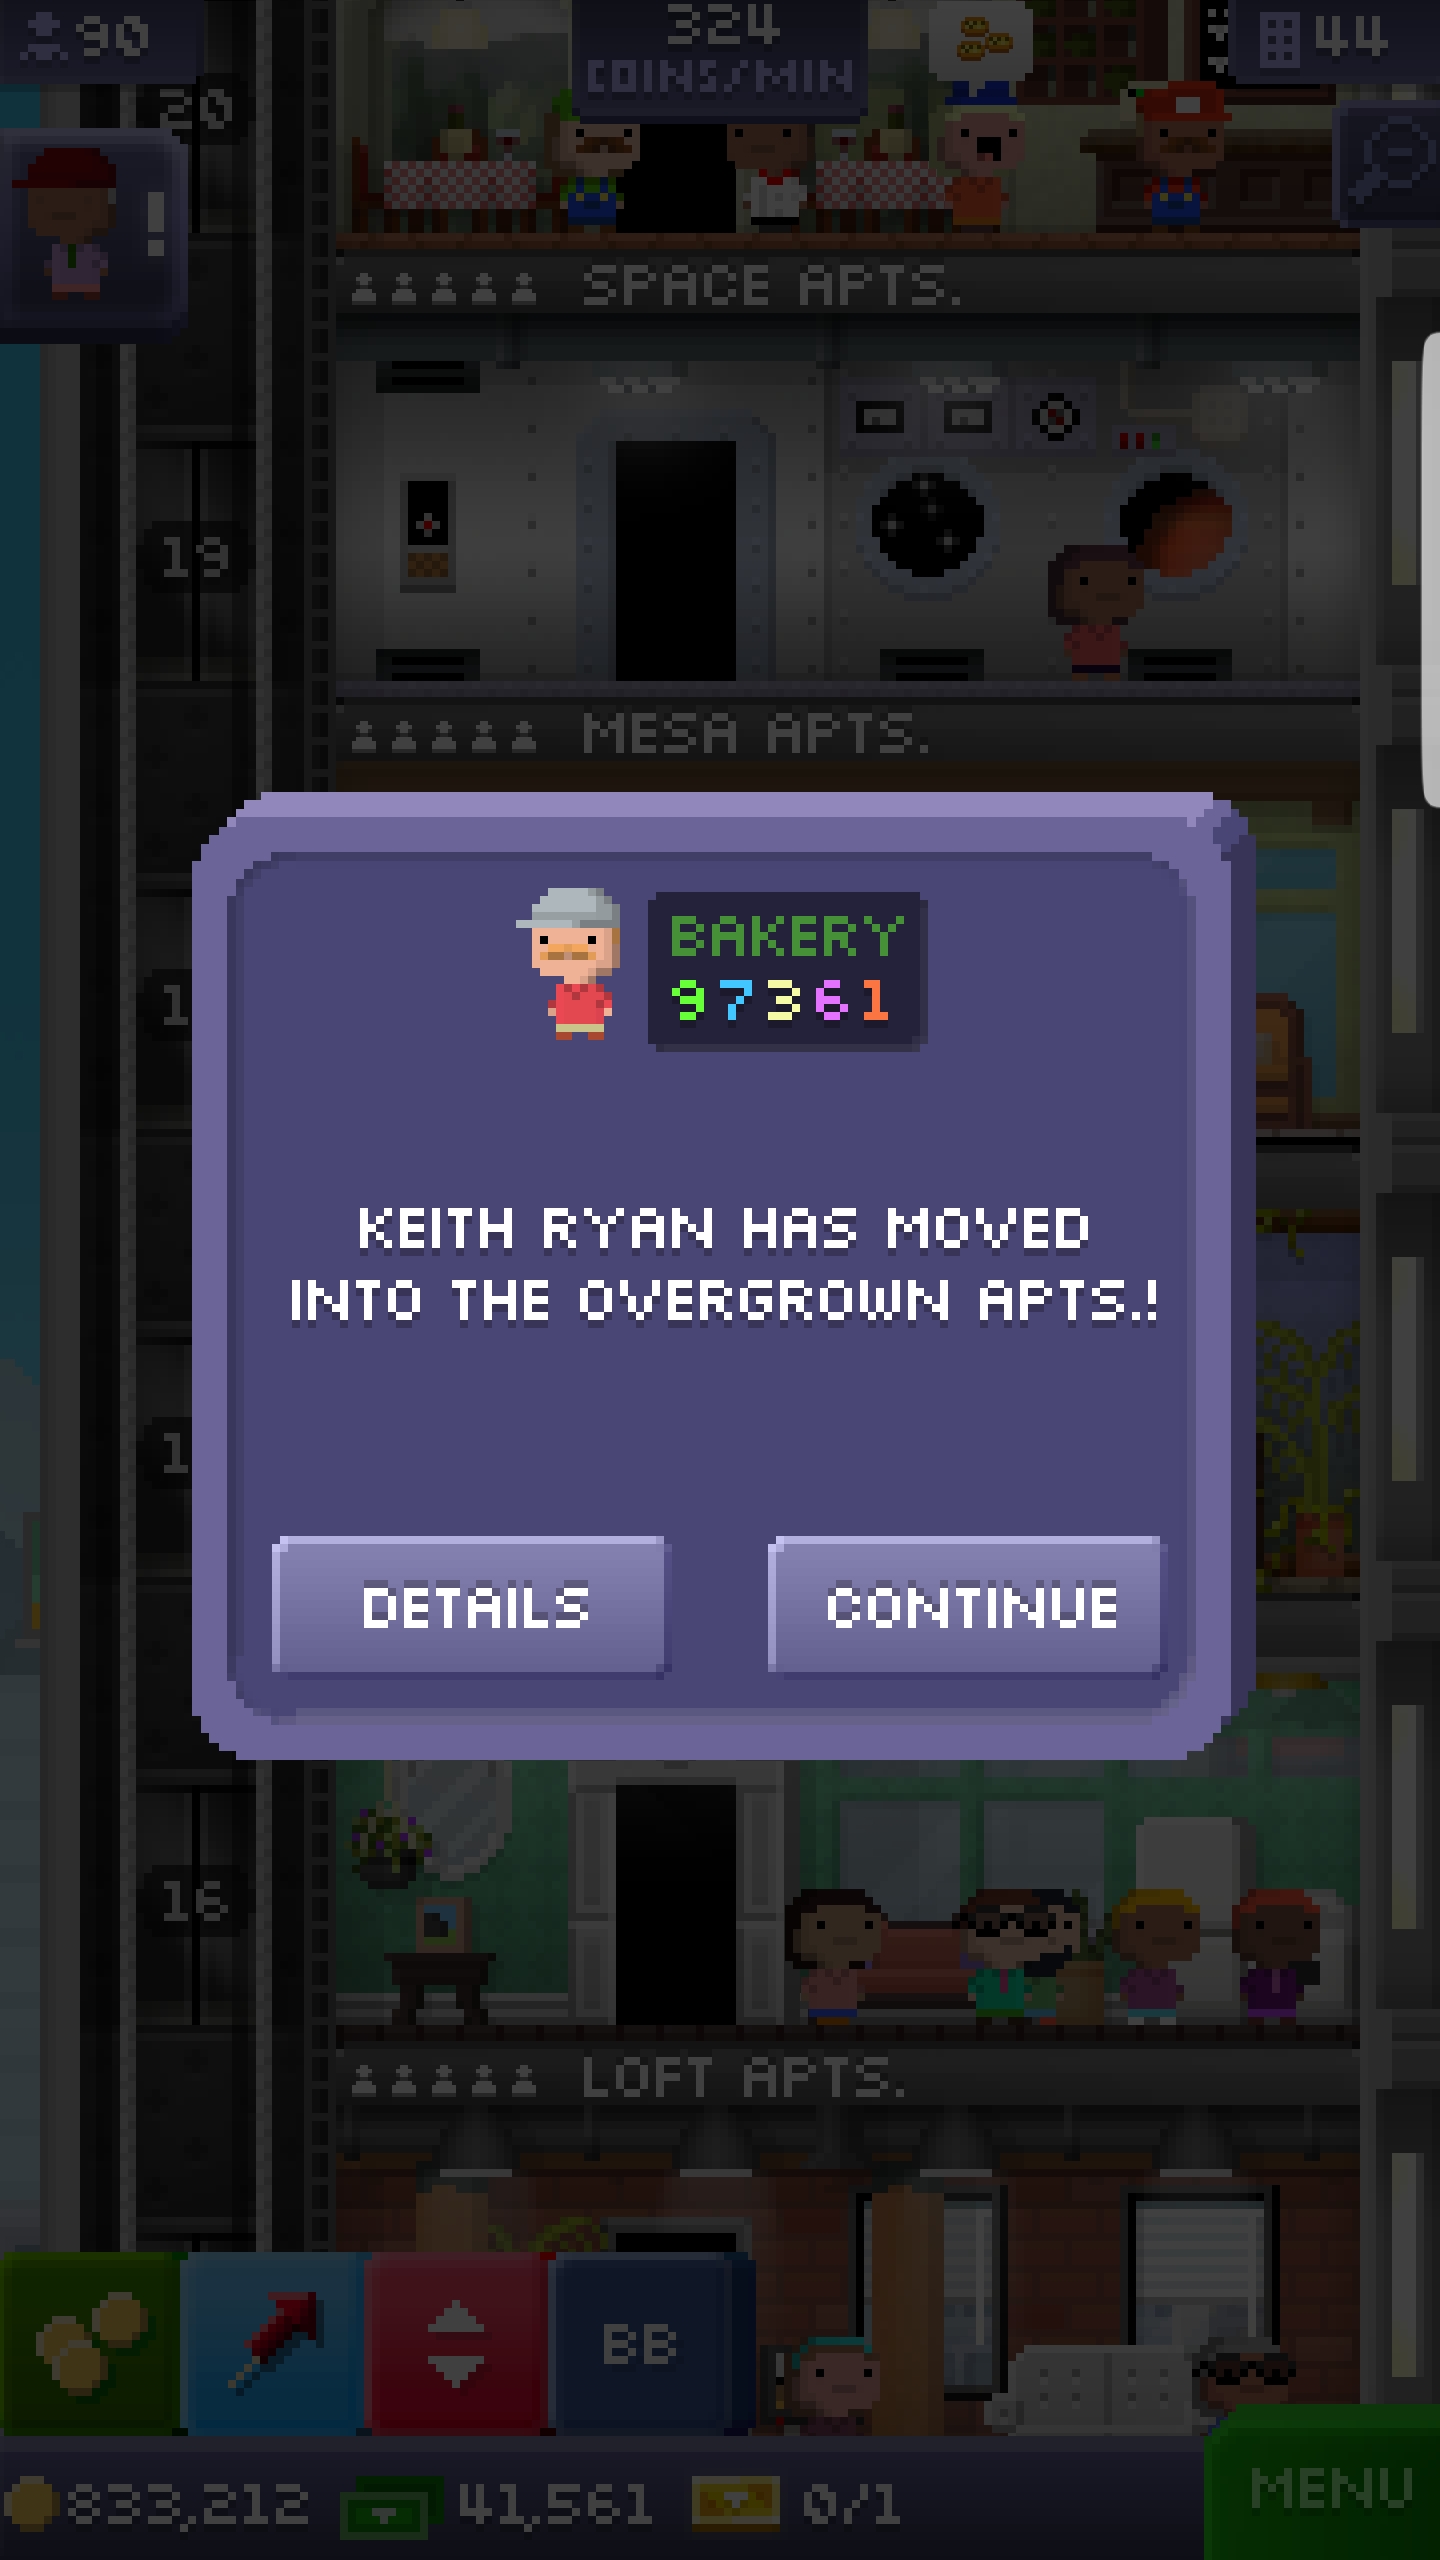 90
324
COINS/MIN
44
20
SPACE APTS.
19
MESA APTS.
BAKERY
97361
KEITH RYAN HAS MOVED
INTO THE OVERGROWN APTS.!
DETAILS
CONTINUE
16
LOFT APTS.
BB
833,212
41,561
0/1
MENU